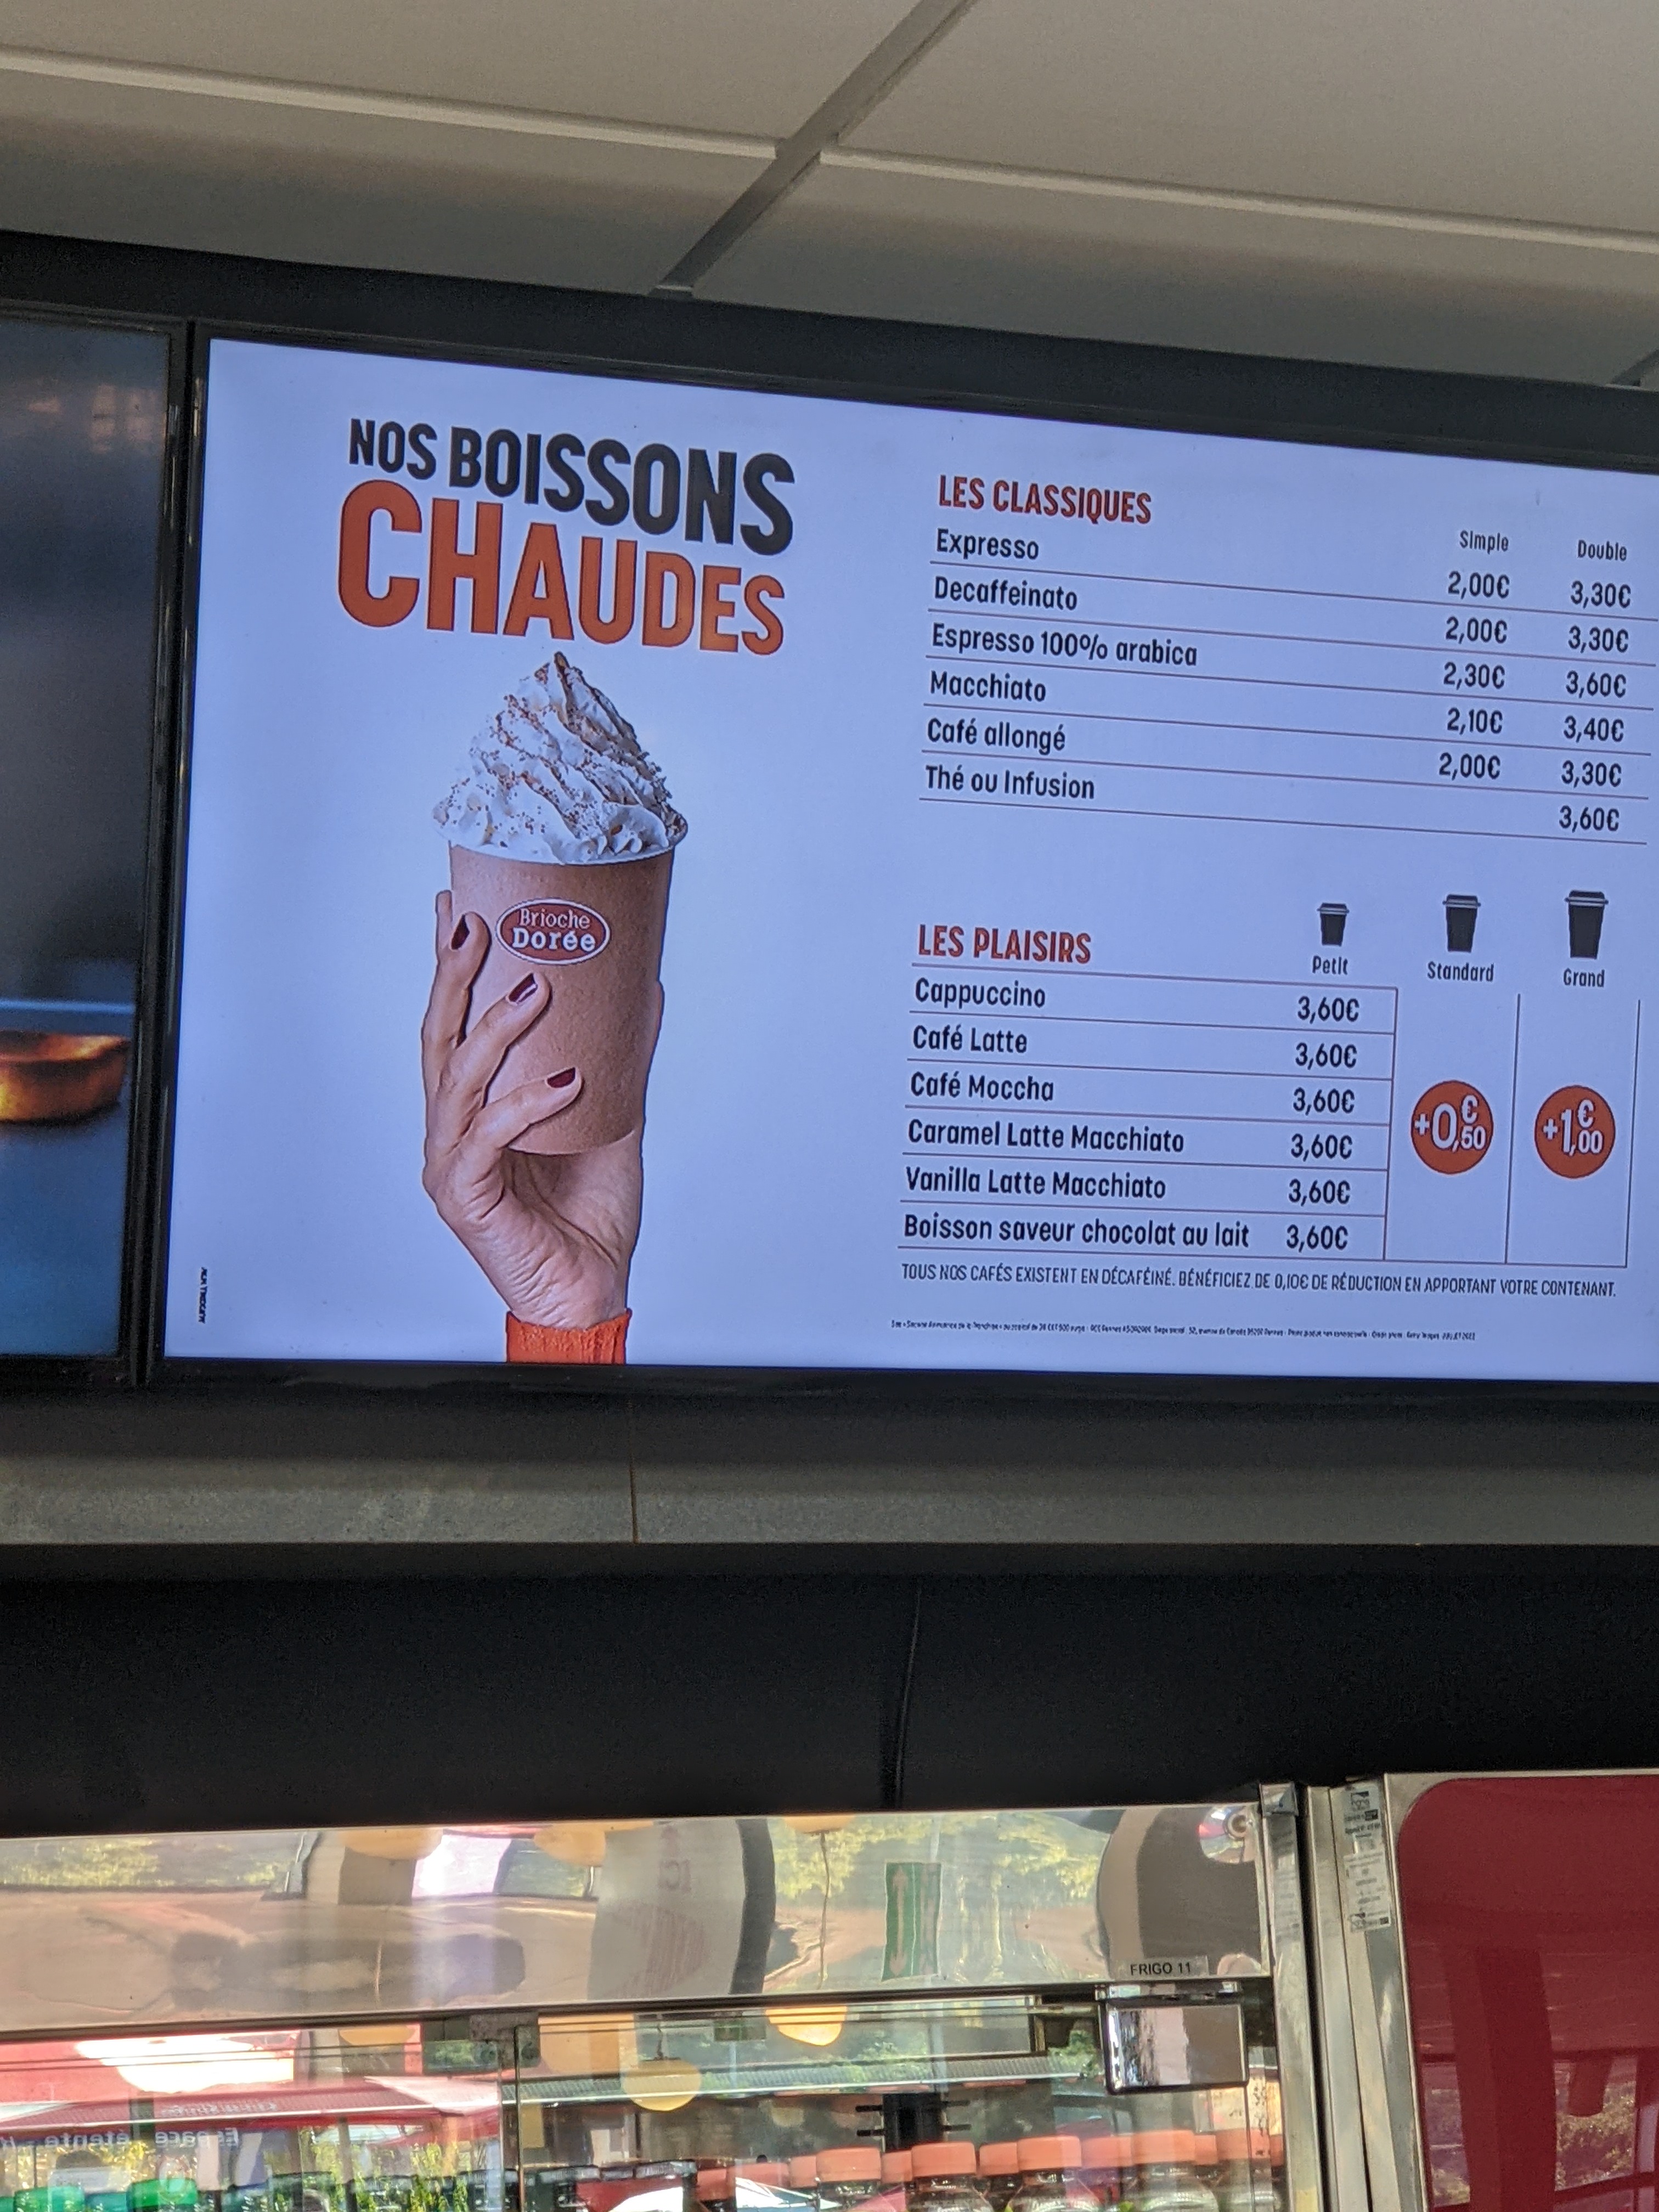 NOS BOISSONS
CHAUDES
Brioche
Dorée
LES CLASSIQUES
Simple Double
Expresso 2,00€ 3,30€
Decaffeinato 2,00€ 3,30€
Espresso 100% arabica 2,30€ 3,60€
Macchiato 2,10€ 3,40€
Café allongé 2,00€ 3,30€
Thé ou Infusion 3,60€
LES PLAISIRS
Petit Standard Grand
Cappuccino 3,60€
Café Latte 3,60€
Café Moccha 3,60€
+0,€50 +1,€00
Caramel Latte Macchiato 3,60€
Vanilla Latte Macchiato 3,60€
Boisson saveur chocolat au lait 3,60€
TOUS NOS CAFÉS EXISTENT EN DÉCAFÉINÉ. BÉNÉFICIEZ DE 0,10€ DE RÉDUCTION EN APPORTANT VOTRE CONTENANT.
FRIGO 11